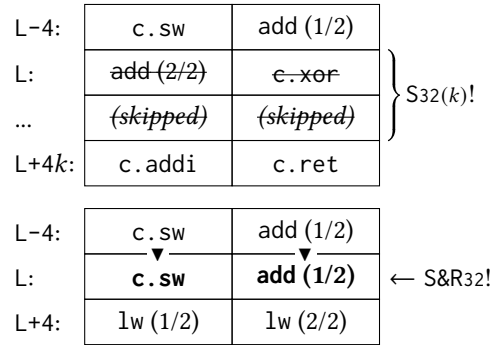 L−4: c.sw add (1/2)
L: add (2/2) c.xor
... (skipped) (skipped) S32(k)!
L+4k: c.addi c.ret
L−4: c.sw add (1/2)
L: c.sw add (1/2) ← S&R32!
L+4: lw (1/2) lw (2/2)